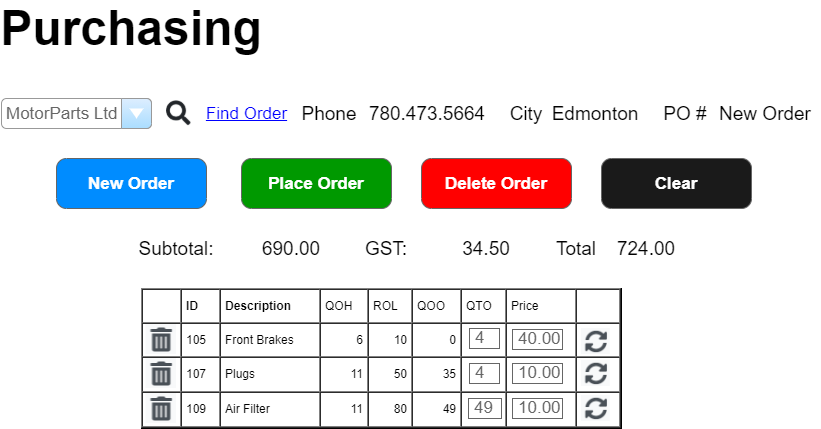 Purchasing
MotorParts Ltd Find Order Phone 780.473.5664 City Edmonton PO # New Order
New Order Place Order Delete Order Clear
Subtotal: 690.00 GST: 34.50 Total 724.00
ID Description QOH ROL QOO QTO Price
105 Front Brakes 6 10 0 4 40.00
107 Plugs 11 50 35 4 10.00
109 Air Filter 11 80 49 49 10.00